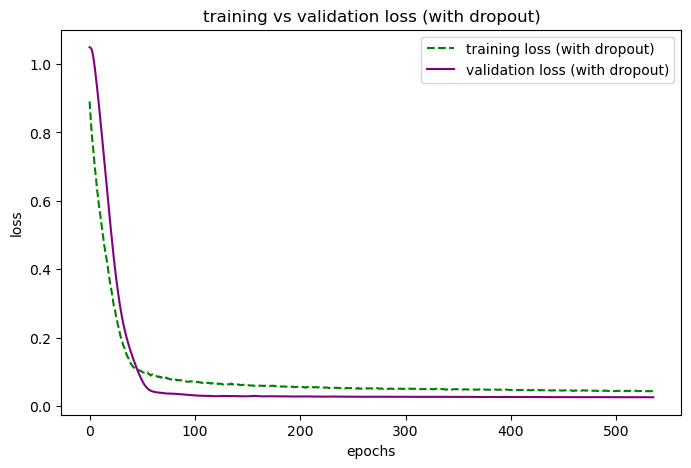 training vs validation loss (with dropout)
training loss (with dropout)
validation loss (with dropout)
loss
1.0
0.8
0.6
0.4
0.2
0.0
0 100 200 300 400 500
epochs